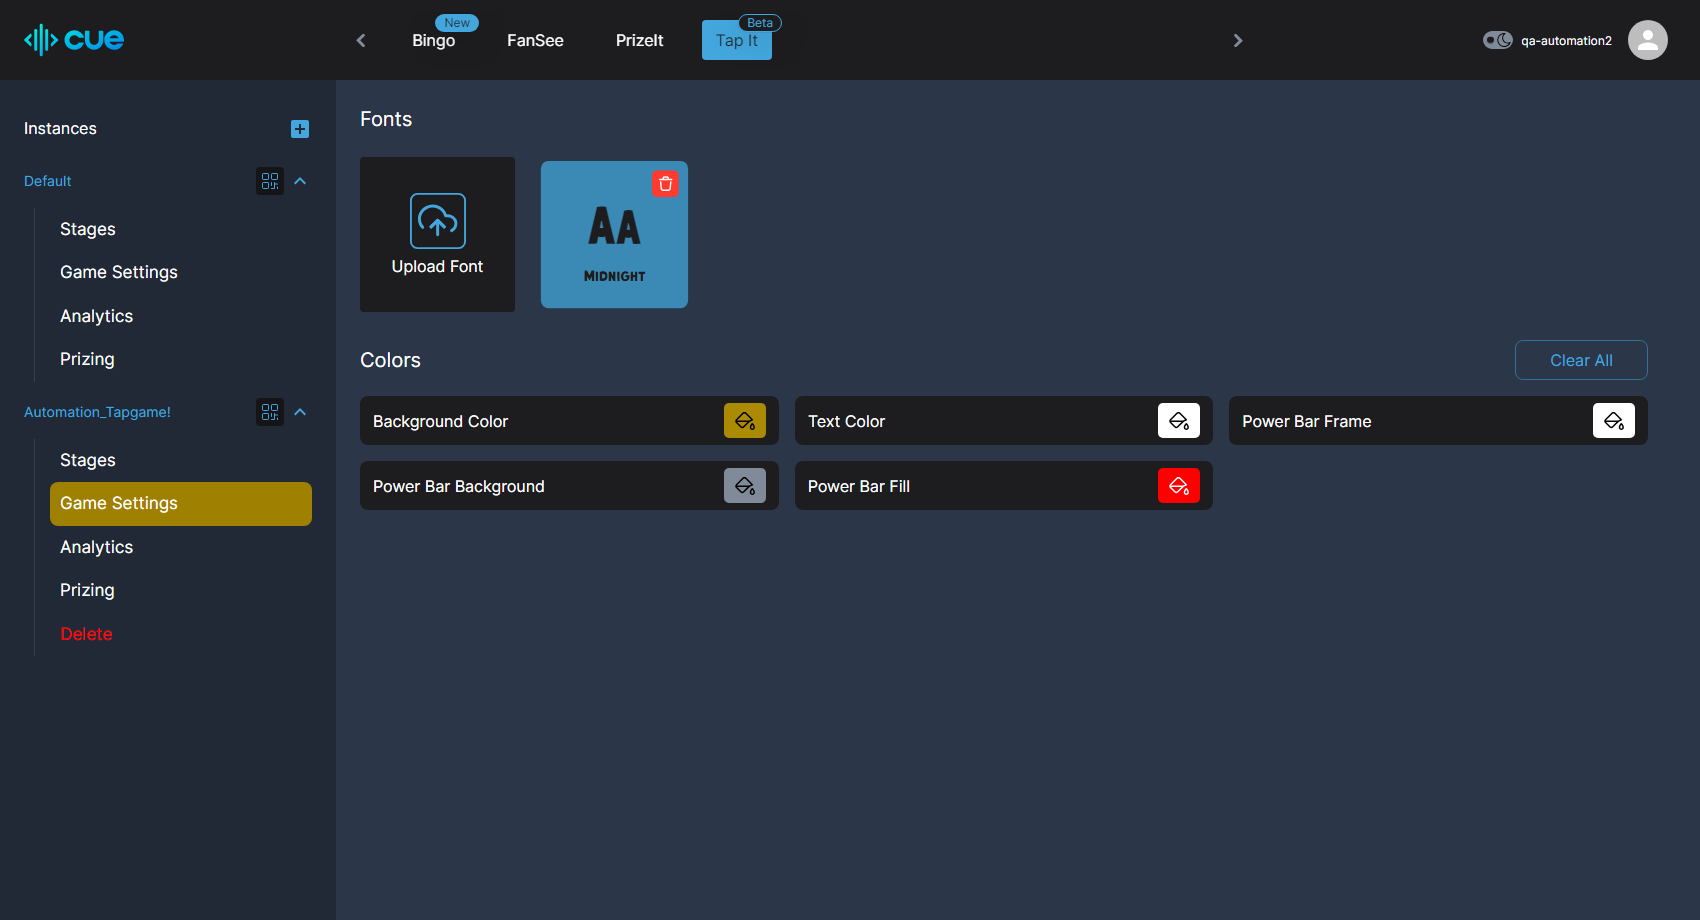 cue
Bingo
New
FanSee
PrizeIt
Tap It
Beta
qa-automation2
Instances
Default
Stages
Game Settings
Analytics
Prizing
Automation_Tapgame!
Stages
Game Settings
Analytics
Prizing
Delete
Fonts
Upload Font
AA
MIDNIGHT
Colors
Clear All
Background Color
Text Color
Power Bar Frame
Power Bar Background
Power Bar Fill